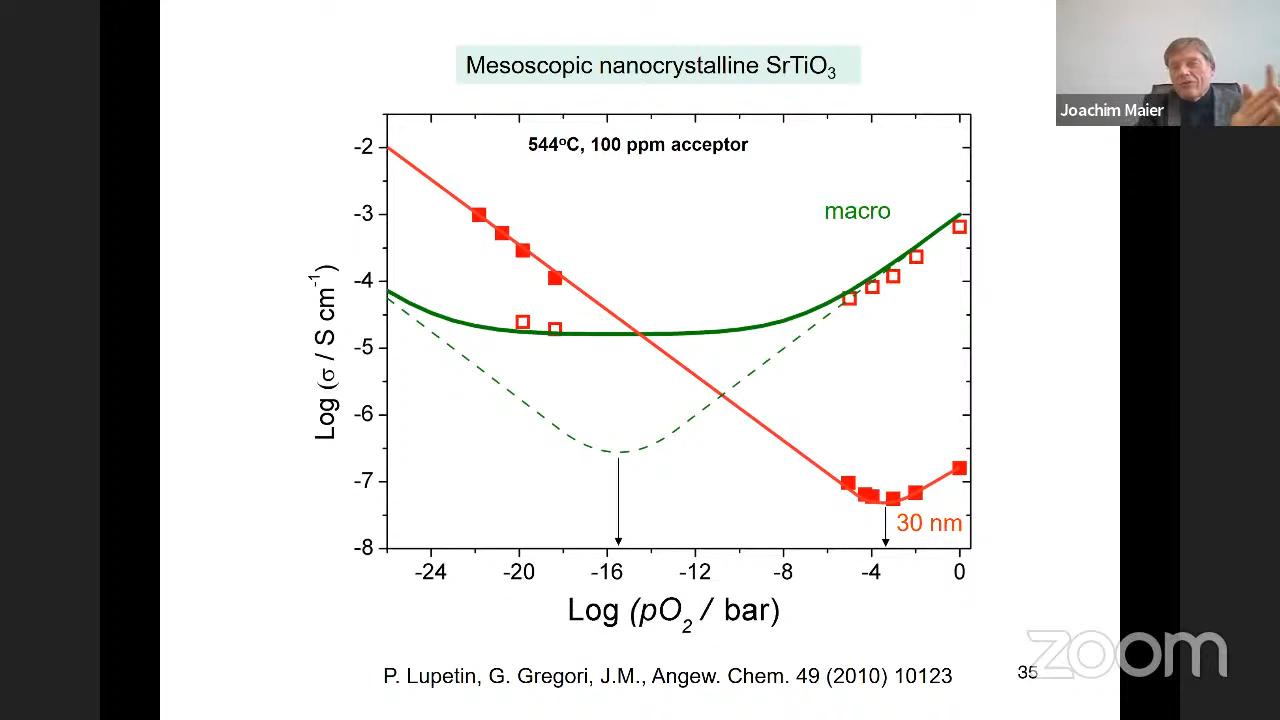 Mesoscopic nanocrystalline SrTiO₃
Joachim Maier
544°C, 100 ppm acceptor
macro
30 nm
Log (σ / S cm⁻¹)
-2
-3
-4
-5
-6
-7
-8
-24 -20 -16 -12 -8 -4 0
Log (pO₂ / bar)
P. Lupetin, G. Gregori, J.M., Angew. Chem. 49 (2010) 10123
35
zoom